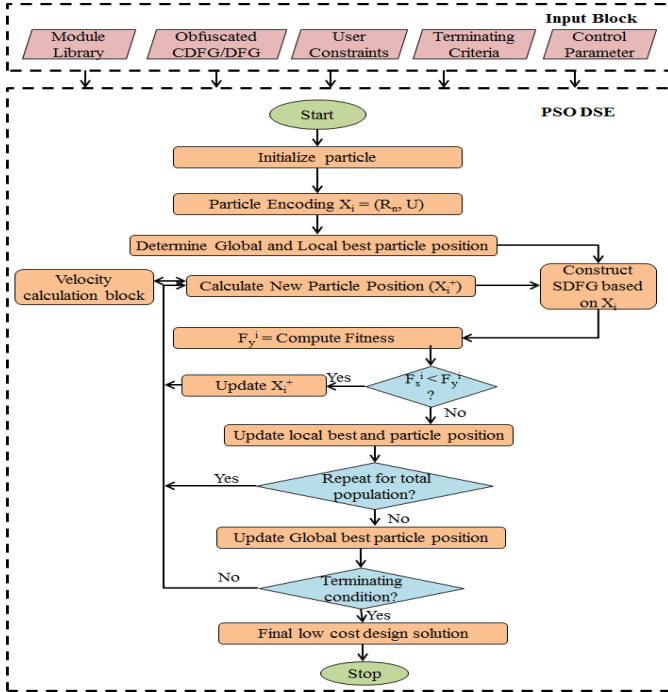 Input Block
Module
Library
Obfuscated
CDFG/DFG
User
Constraints
Terminating
Criteria
Control
Parameter
PSO DSE
Start
Initialize particle
Particle Encoding Xi = (Rn, U)
Determine Global and Local best particle position
Velocity
calculation block
Calculate New Particle Position (Xi+)
Construct
SDFG based
on Xi
Fyi = Compute Fitness
Update Xi+
Yes
Fxi < Fyi
?
No
Update local best and particle position
Yes
Repeat for total
population?
No
Update Global best particle position
No
Terminating
condition?
Yes
Final low cost design solution
Stop